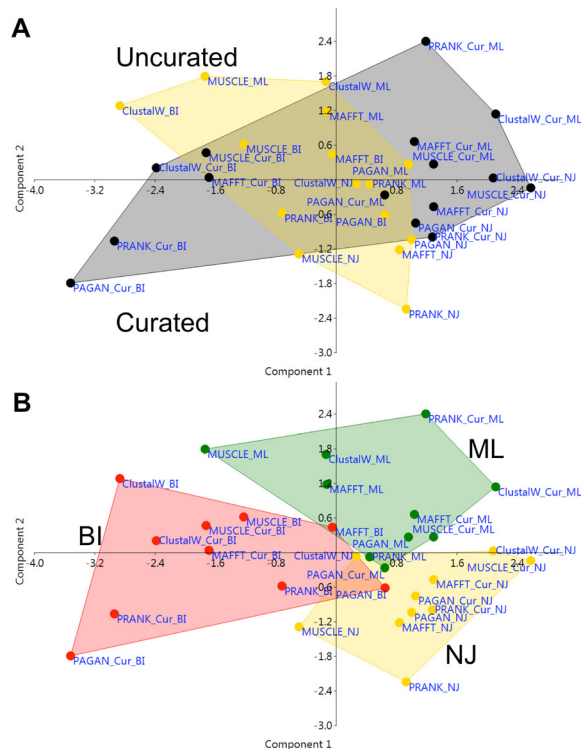 A
Uncurated
2.4
PRANK_Cur_ML
MUSCLE_ML
1.8
ClustalW_ML
ClustalW_BI
1.2
MAFFT_ML
ClustalW_Cur_ML
MUSCLE_BI
0.6
MAFFT_Cur_ML
MUSCLE_Cur_BI
MAFFT_BI
MUSCLE_Cur_ML
Component 2
ClustalW_Cur_BI
PAGAN_ML
ClustalW_Cur_NJ
-4.0
-3.2
-2.4
-1.6
-0.8
0.8
1.6
2.4
MAFFT_Cur_BI
ClustalW_NJ
PRANK_ML
MUSCLE_Cur_NJ
PAGAN_Cur_ML
MAFFT_Cur_NJ
-0.6
PRANK_BI
PAGAN_BI
PAGAN_Cur_NJ
PRANK_Cur_NJ
PRANK_Cur_BI
-1.2
PAGAN_NJ
MUSCLE_NJ
MAFFT_NJ
PAGAN_Cur_BI
-1.8
Curated
PRANK_NJ
-2.4
-3.0
Component 1
B
2.4
PRANK_Cur_ML
ML
MUSCLE_ML
1.8
ClustalW_ML
ClustalW_BI
1.2
MAFFT_ML
ClustalW_Cur_ML
MUSCLE_BI
0.6
MAFFT_Cur_ML
BI
MUSCLE_Cur_BI
MAFFT_BI
MUSCLE_Cur_ML
Component 2
ClustalW_Cur_BI
PAGAN_ML
ClustalW_Cur_NJ
-4.0
-3.2
-2.4
-1.6
-0.8
0.8
1.6
2.4
MAFFT_Cur_BI
ClustalW_NJ
PRANK_ML
MUSCLE_Cur_NJ
PAGAN_Cur_ML
MAFFT_Cur_NJ
-0.6
PRANK_BI
PAGAN_BI
PAGAN_Cur_NJ
PRANK_Cur_NJ
PRANK_Cur_BI
-1.2
PAGAN_NJ
MUSCLE_NJ
MAFFT_NJ
NJ
PAGAN_Cur_BI
-1.8
PRANK_NJ
-2.4
-3.0
Component 1